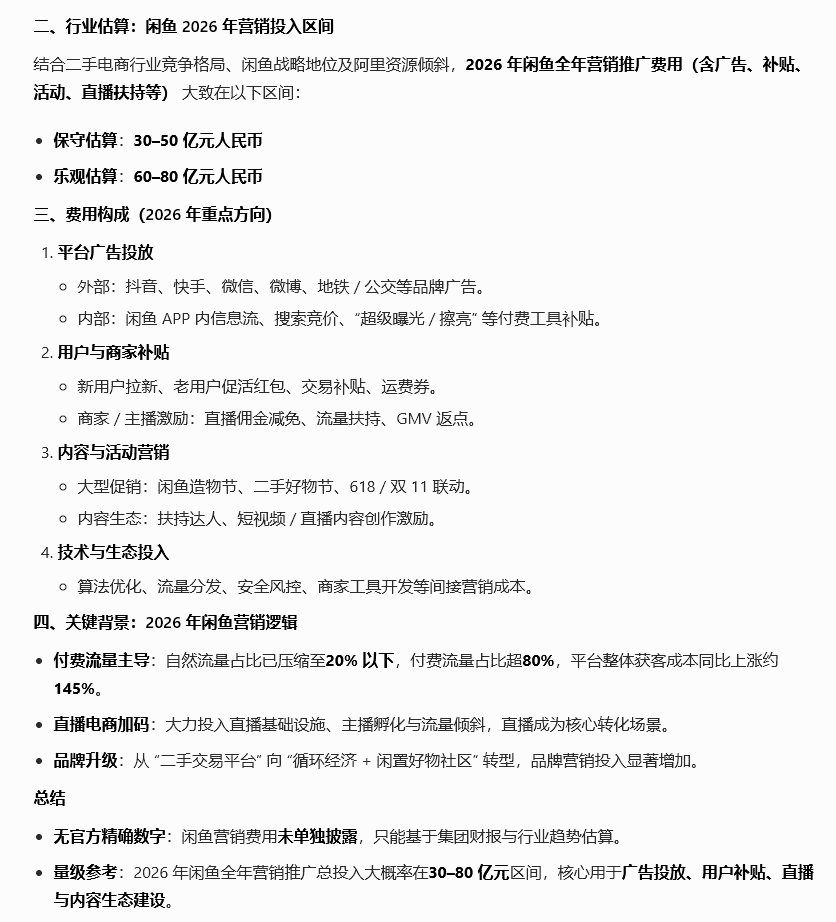 二、行业估算：闲鱼 2026 年营销投入区间
结合二手电商行业竞争格局、闲鱼战略地位及阿里资源倾斜，2026 年闲鱼全年营销推广费用（含广告、补贴、
活动、直播扶持等） 大致在以下区间：
• 保守估算：30–50 亿元人民币
• 乐观估算：60–80 亿元人民币
三、费用构成（2026 年重点方向）
1. 平台广告投放
○ 外部：抖音、快手、微信、微博、地铁 / 公交等品牌广告。
○ 内部：闲鱼 APP 内信息流、搜索竞价、“超级曝光 / 擦亮” 等付费工具补贴。
2. 用户与商家补贴
○ 新用户拉新、老用户促活红包、交易补贴、运费券。
○ 商家 / 主播激励：直播佣金减免、流量扶持、GMV 返点。
3. 内容与活动营销
○ 大型促销：闲鱼造物节、二手好物节、618 / 双 11 联动。
○ 内容生态：扶持达人、短视频 / 直播内容创作激励。
4. 技术与生态投入
○ 算法优化、流量分发、安全风控、商家工具开发等间接营销成本。
四、关键背景：2026 年闲鱼营销逻辑
• 付费流量主导：自然流量占比已压缩至20% 以下，付费流量占比超80%，平台整体获客成本同比上涨约
145%。
• 直播电商加码：大力投入直播基础设施、主播孵化与流量倾斜，直播成为核心转化场景。
• 品牌升级：从 “二手交易平台” 向 “循环经济 + 闲置好物社区” 转型，品牌营销投入显著增加。
总结
• 无官方精确数字：闲鱼营销费用未单独披露，只能基于集团财报与行业趋势估算。
• 量级参考：2026 年闲鱼全年营销推广总投入大概率在30–80 亿元区间，核心用于广告投放、用户补贴、直播
与内容生态建设。